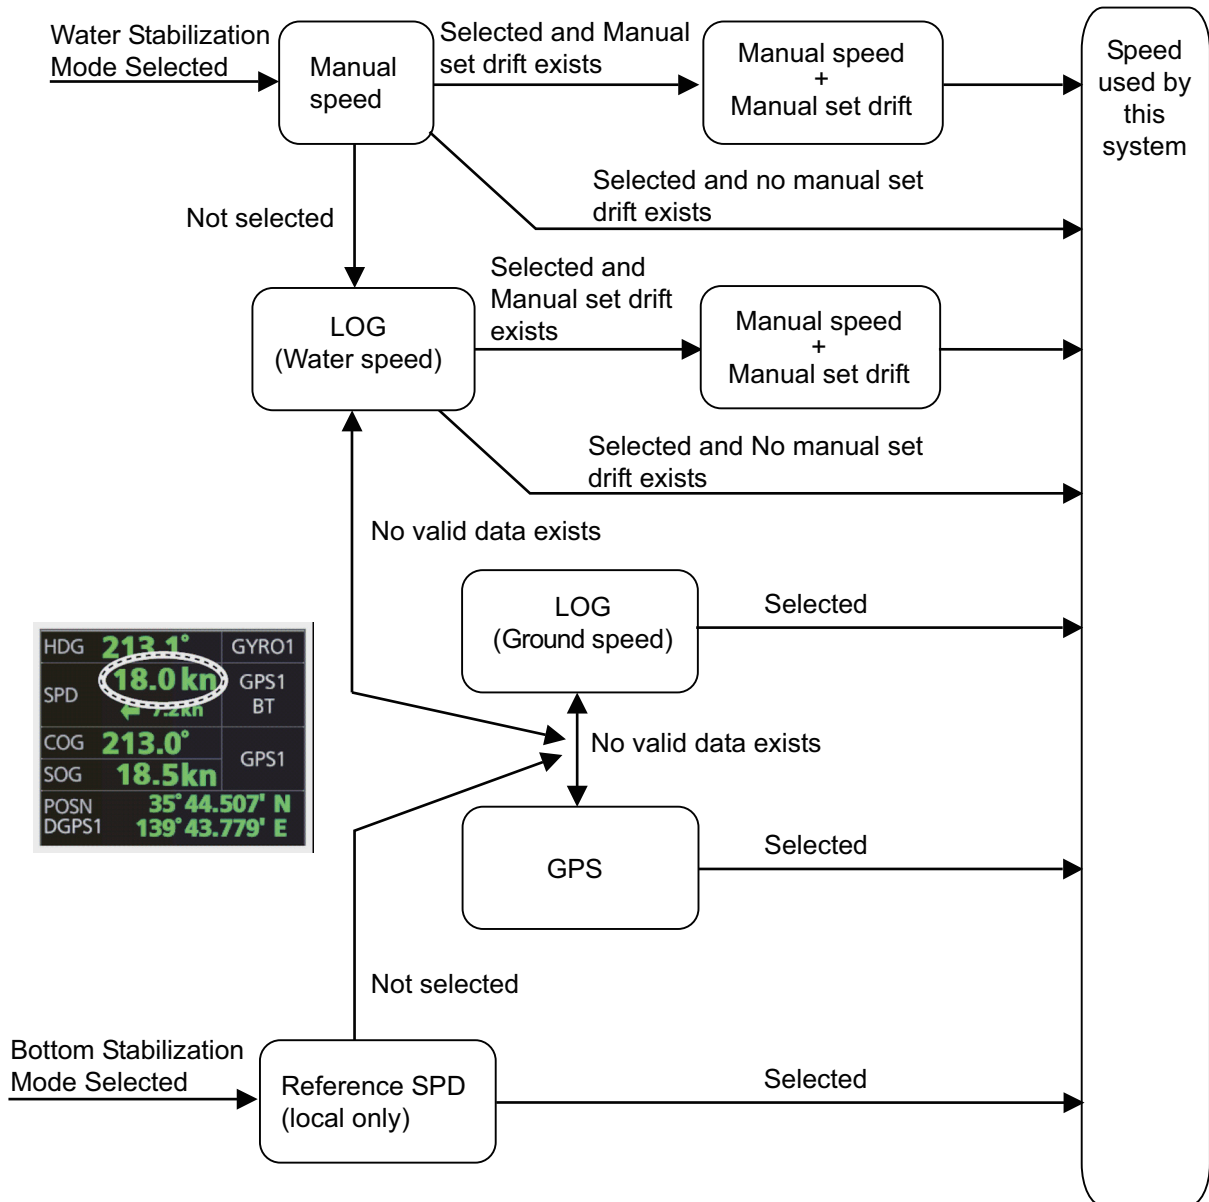 Water Stabilization
Mode Selected
Manual
speed
Selected and Manual
set drift exists
Manual speed
+
Manual set drift
Speed
used by
this
system
Selected and no manual set
drift exists
Not selected
Selected and
Manual set drift
exists
LOG
(Water speed)
Manual speed
+
Manual set drift
Selected and No manual set
drift exists
No valid data exists
LOG
(Ground speed)
Selected
HDG 213.1° GYRO1
SPD 18.0 kn GPS1
BT
7.2kn
COG 213.0° GPS1
SOG 18.5kn
POSN 35°44.507' N
DGPS1 139°43.779' E
No valid data exists
GPS
Selected
Not selected
Bottom Stabilization
Mode Selected
Reference SPD
(local only)
Selected